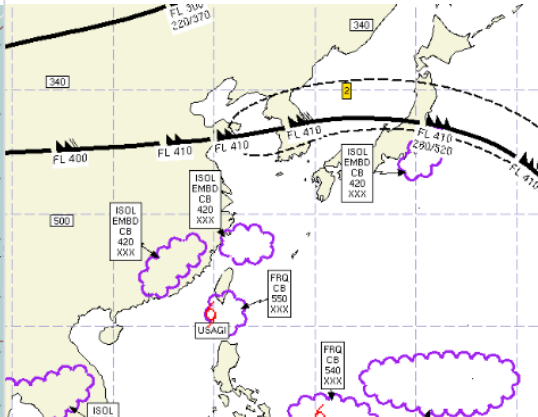 FL 300
220/370
340
340
2
FL 400
FL 410
FL 410
FL 410
FL 410
280/520
FL 410
ISOL
EMBD
CB
420
XXX
ISOL
EMBD
CB
420
XXX
ISOL
EMBD
CB
420
XXX
500
FRQ
CB
550
XXX
USAGI
FRQ
CB
540
XXX
ISOL